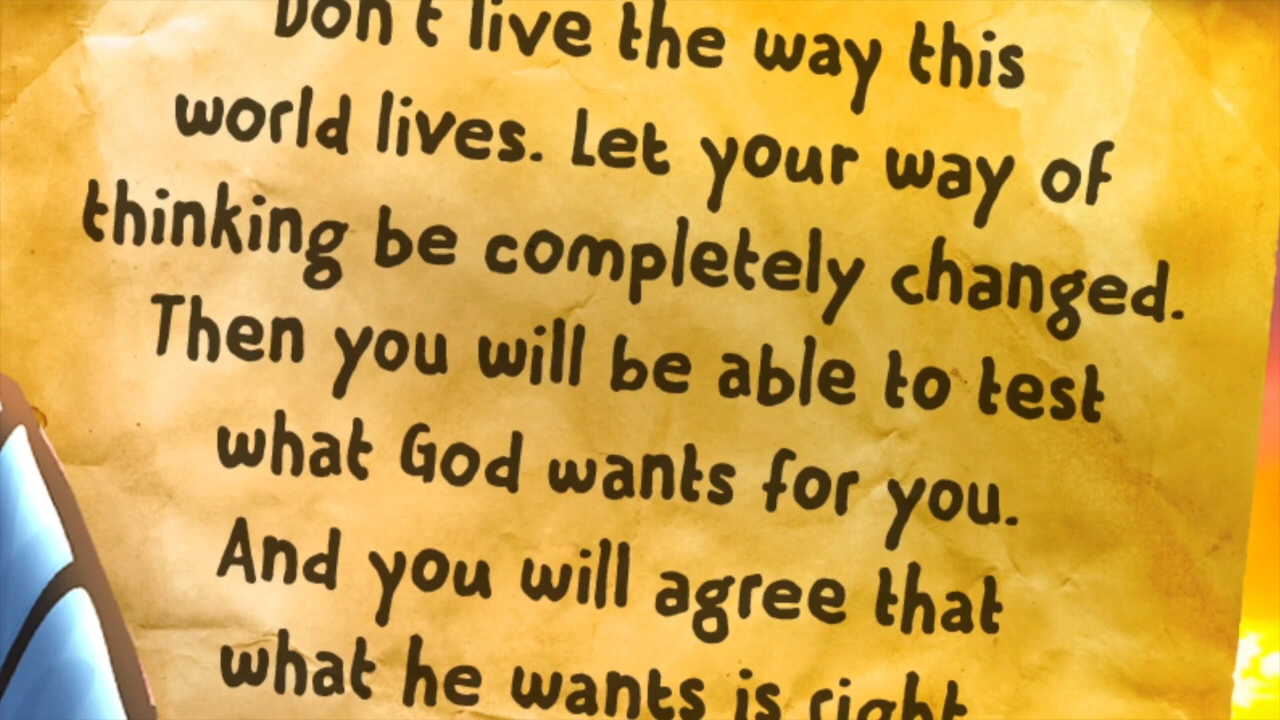 Don't live the way this
world lives. Let your way of
thinking be completely changed.
Then you will be able to test
what God wants for you.
And you will agree that
what he wants is right